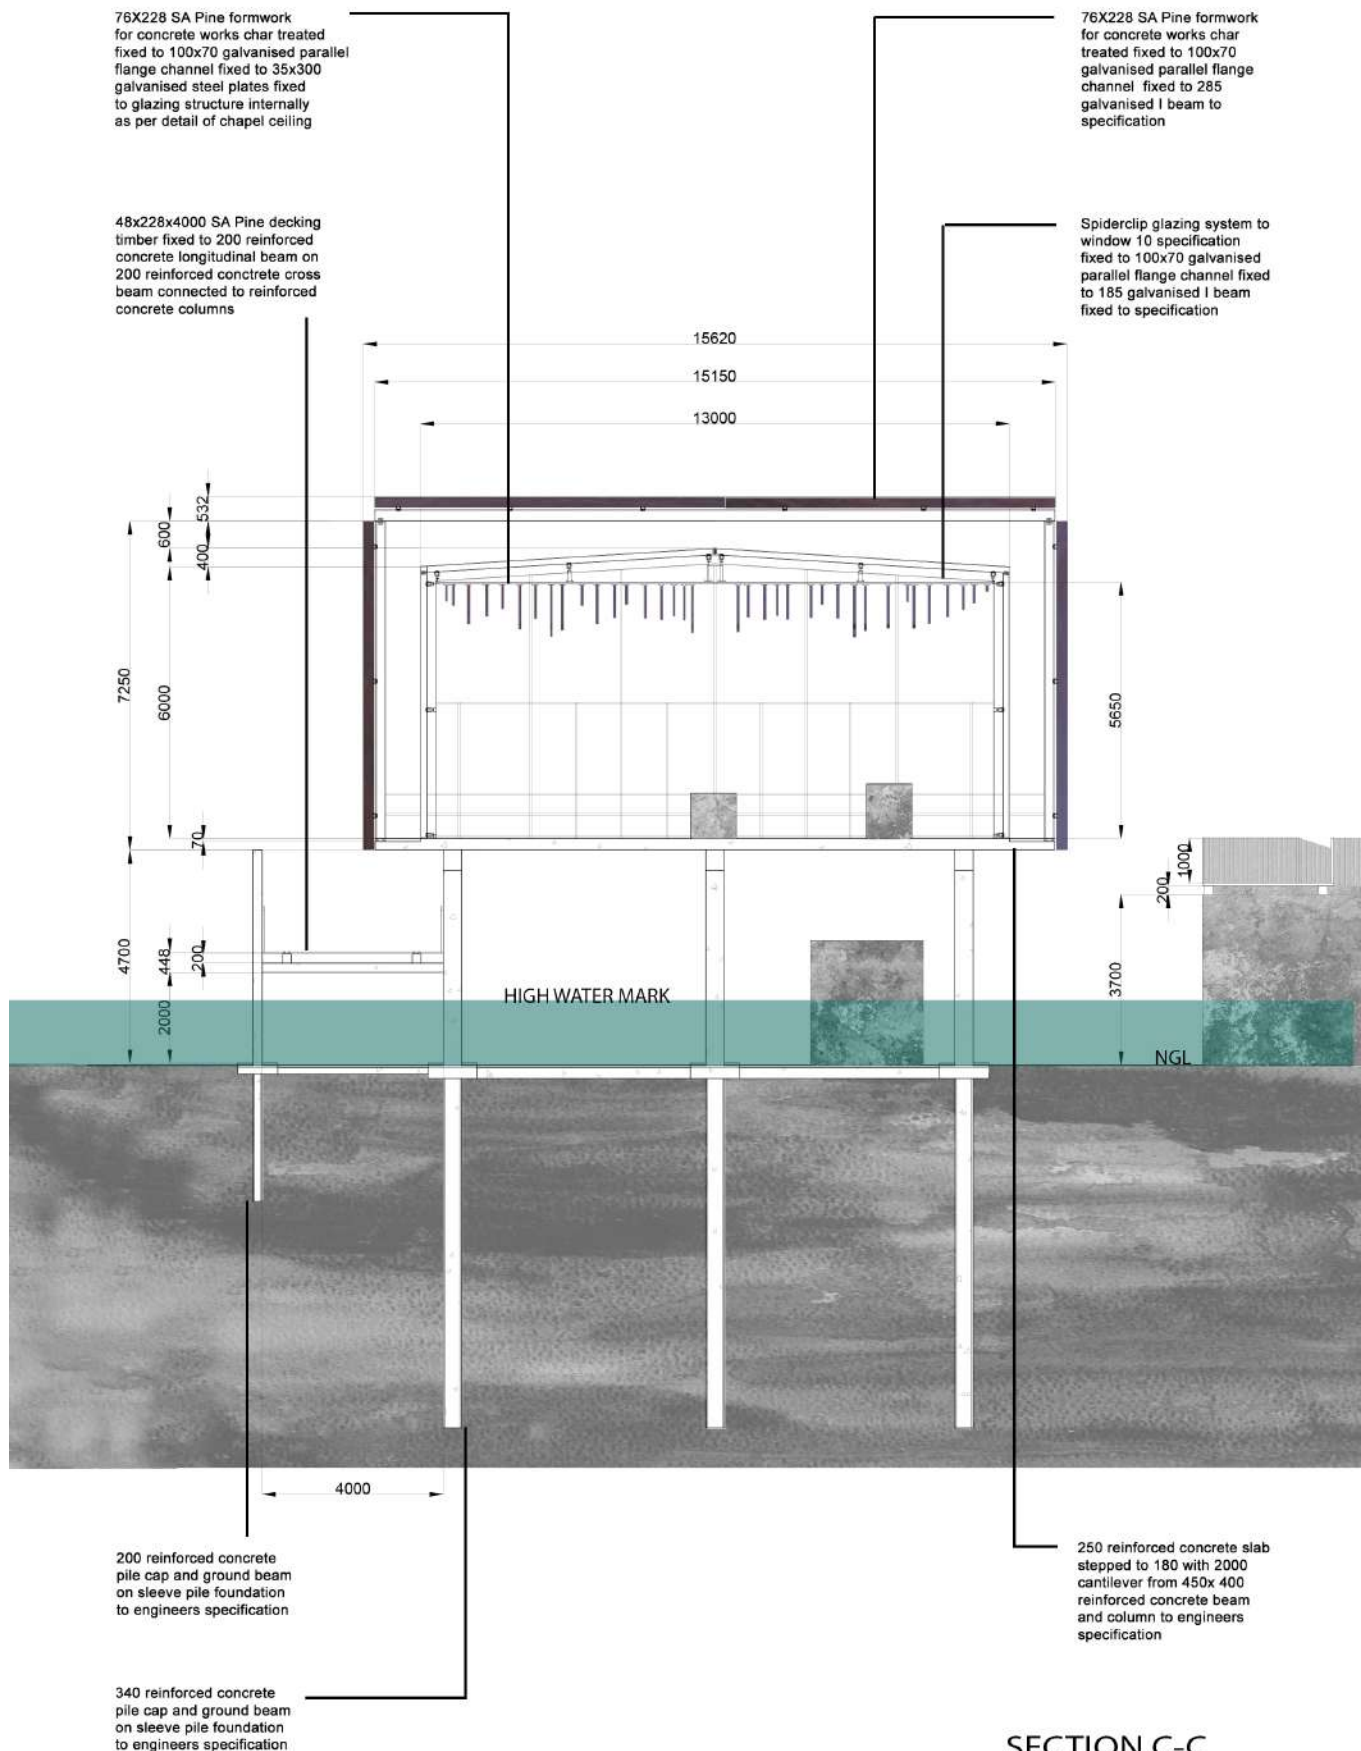 76X228 SA Pine formwork
for concrete works char treated
fixed to 100x70 galvanised parallel
flange channel fixed to 35x300
galvanised steel plates fixed
to glazing structure internally
as per detail of chapel ceiling
76X228 SA Pine formwork
for concrete works char
treated fixed to 100x70
galvanised parallel flange
channel fixed to 285
galvanised I beam to
specification
48x228x4000 SA Pine decking
timber fixed to 200 reinforced
concrete longitudinal beam on
200 reinforced conctrete cross
beam connected to reinforced
concrete columns
Spiderclip glazing system to
window 10 specification
fixed to 100x70 galvanised
parallel flange channel fixed
to 185 galvanised I beam
fixed to specification
15620
15150
13000
532
600
400
7250
6000
5650
70
1000
200
4700
448
200
3700
2000
HIGH WATER MARK
NGL
4000
200 reinforced concrete
pile cap and ground beam
on sleeve pile foundation
to engineers specification
250 reinforced concrete slab
stepped to 180 with 2000
cantilever from 450x 400
reinforced concrete beam
and column to engineers
specification
340 reinforced concrete
pile cap and ground beam
on sleeve pile foundation
to engineers specification
SECTION C-C